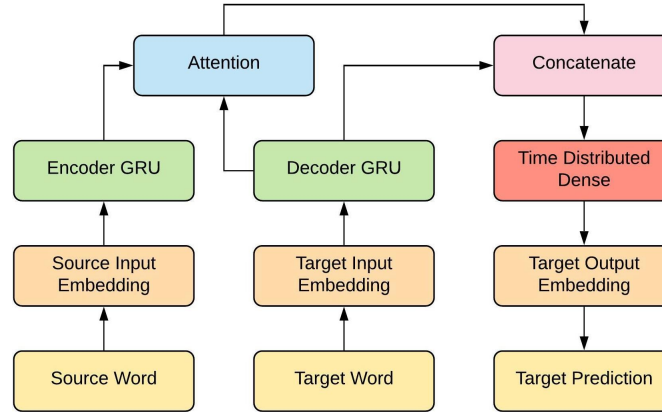 Attention
Concatenate
Encoder GRU
Decoder GRU
Time Distributed
Dense
Source Input
Embedding
Target Input
Embedding
Target Output
Embedding
Source Word
Target Word
Target Prediction